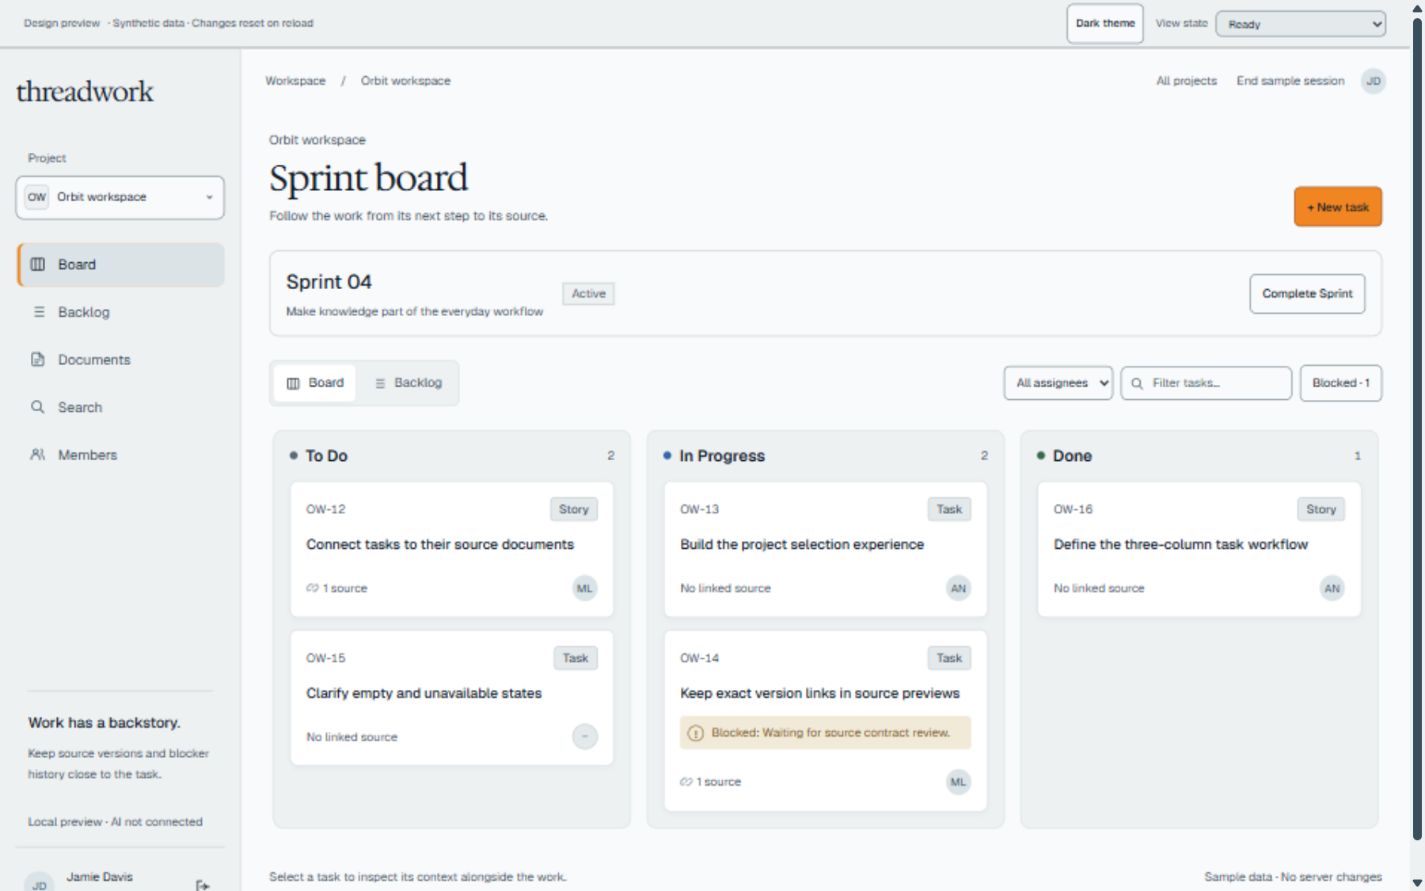 Design preview · Synthetic data · Changes reset on reload
Dark theme
View state
Ready
threadwork
Project
OW Orbit workspace
Board
Backlog
Documents
Search
Members
Work has a backstory.
Keep source versions and blocker
history close to the task.
Local preview · AI not connected
JD
Jamie Davis
Workspace / Orbit workspace
All projects
End sample session
JD
Orbit workspace
Sprint board
Follow the work from its next step to its source.
+ New task
Sprint 04
Make knowledge part of the everyday workflow
Active
Complete Sprint
Board
Backlog
All assignees
Filter tasks...
Blocked · 1
To Do 2
OW-12 Story
Connect tasks to their source documents
1 source ML
OW-15 Task
Clarify empty and unavailable states
No linked source –
In Progress 2
OW-13 Task
Build the project selection experience
No linked source AN
OW-14 Task
Keep exact version links in source previews
Blocked: Waiting for source contract review.
1 source ML
Done 1
OW-16 Story
Define the three-column task workflow
No linked source AN
Select a task to inspect its context alongside the work.
Sample data · No server changes